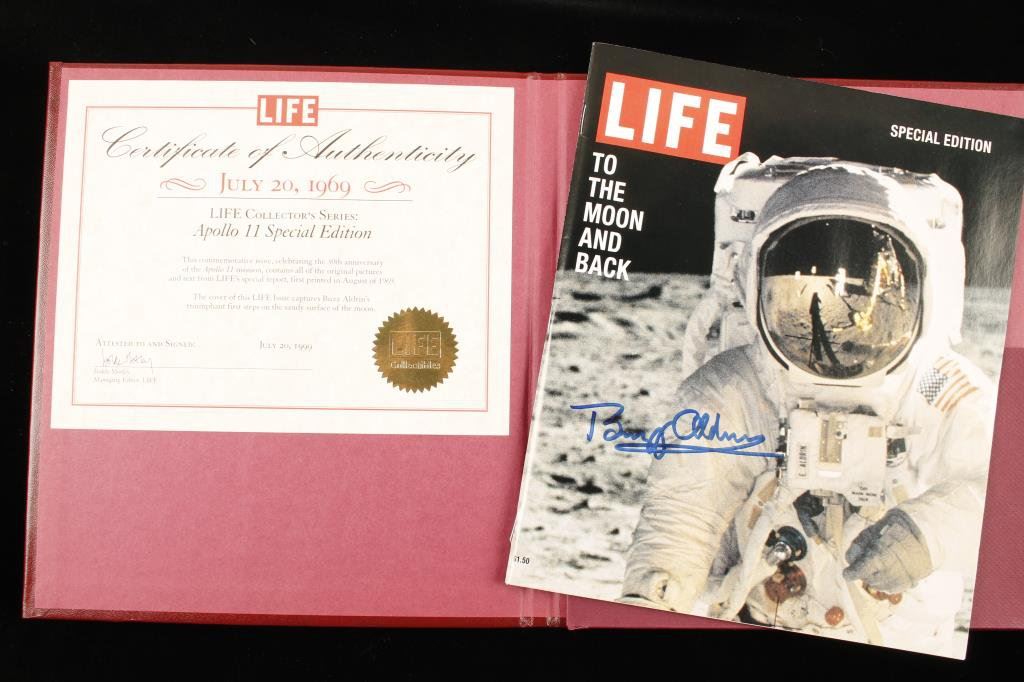 LIFE
Certificate of Authenticity
JULY 20, 1969
LIFE COLLECTOR'S SERIES:
Apollo 11 Special Edition
This commemorative issue, celebrating the 30th anniversary
of the Apollo 11 mission, contains all of the original pictures
and text from LIFE's special report, first printed in August of 1969.
The cover of this LIFE Issue captures Buzz Aldrin's
triumphant first steps on the sandy surface of the moon.
ATTESTED TO AND SIGNED:
JULY 20, 1999
Managing Editor, LIFE
LIFE
Collectibles
LIFE
SPECIAL EDITION
TO
THE
MOON
AND
BACK
Buzz Aldrin
E. ALDRIN
$1.50